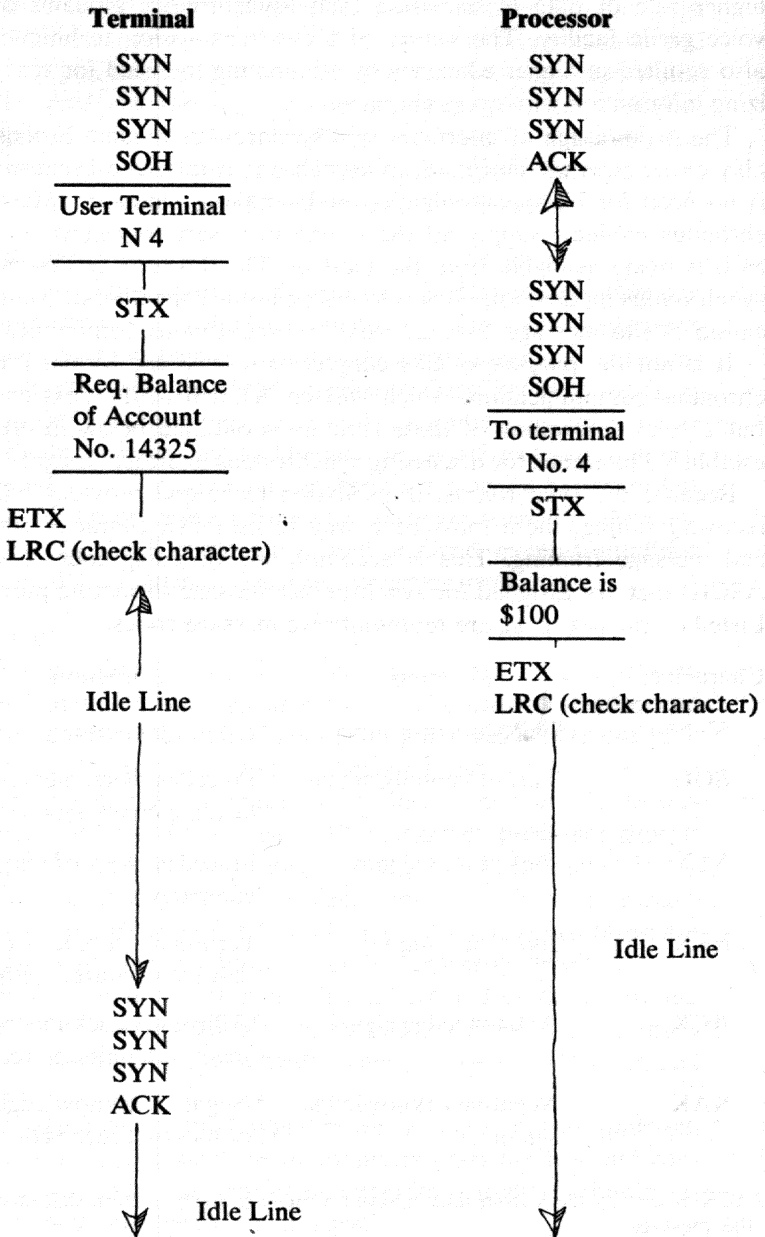 Terminal
SYN
SYN
SYN
SOH
User Terminal
N 4
STX
Req. Balance
of Account
No. 14325
ETX
LRC (check character)
Idle Line
SYN
SYN
SYN
ACK
Idle Line
Processor
SYN
SYN
SYN
ACK
SYN
SYN
SYN
SOH
To terminal
No. 4
STX
Balance is
$100
ETX
LRC (check character)
Idle Line